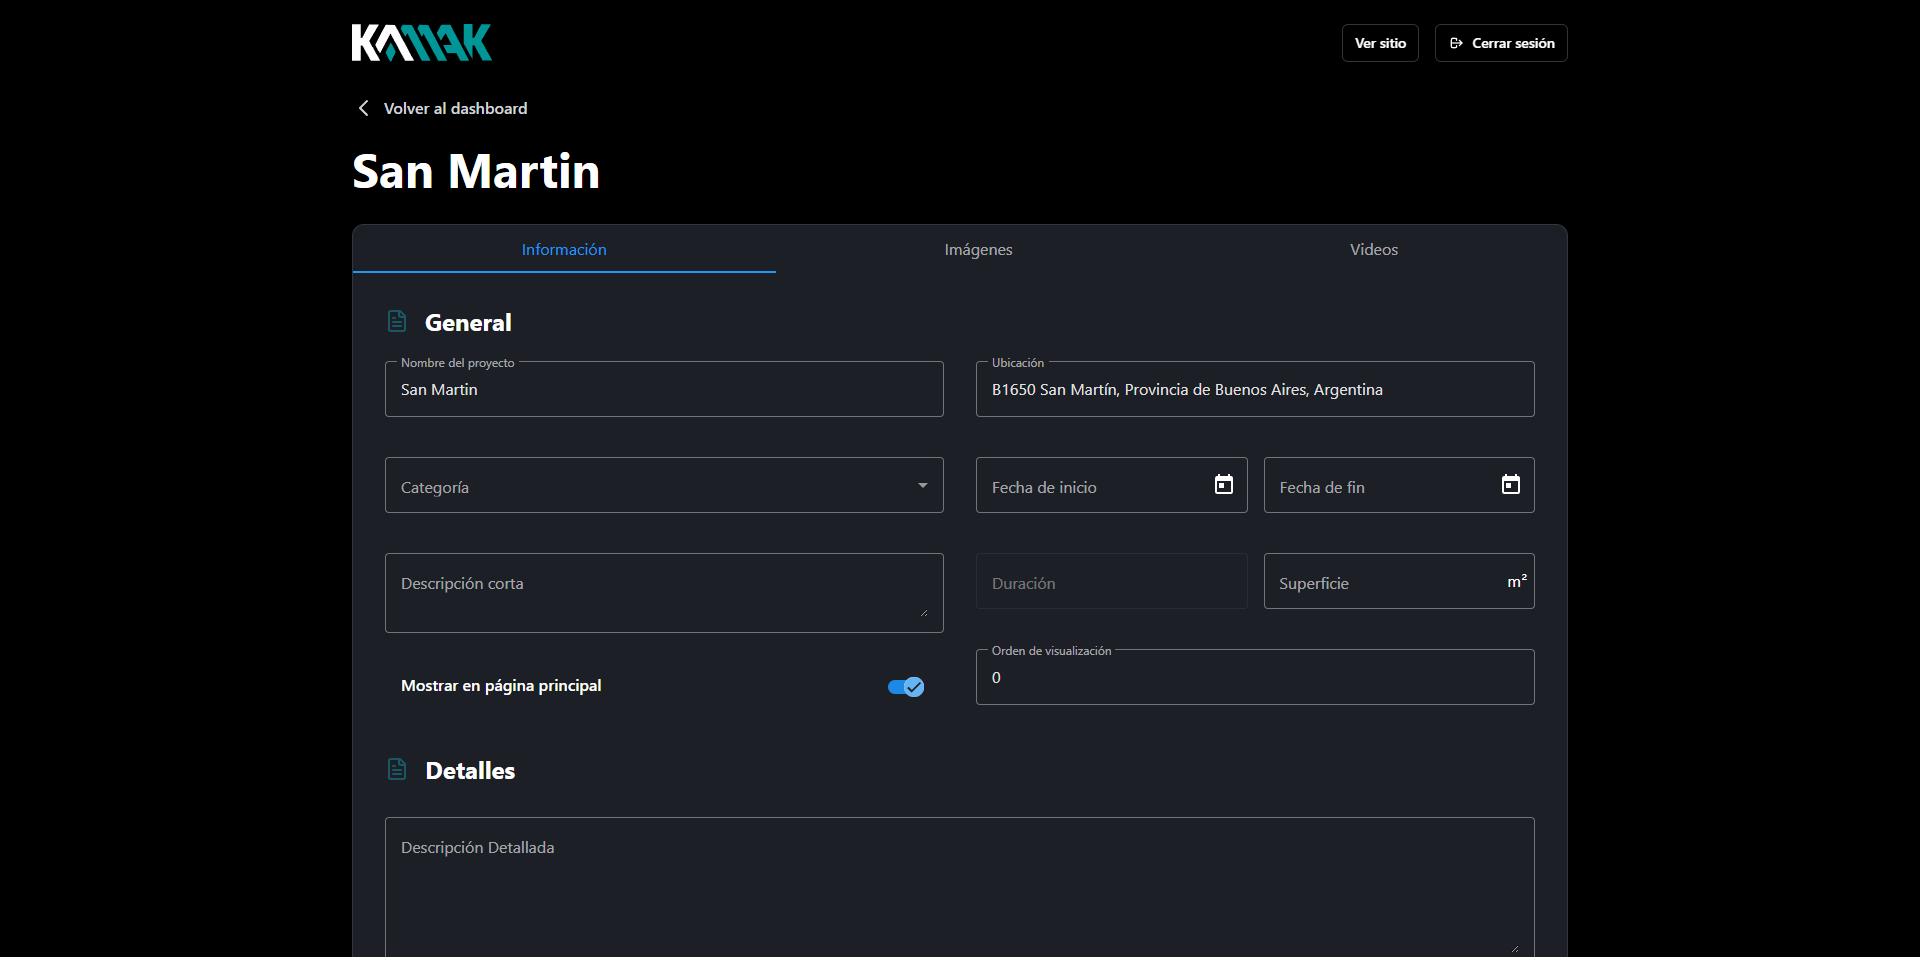 KAMAK
Ver sitio
Cerrar sesión
Volver al dashboard
San Martin
Información
Imágenes
Videos
General
Nombre del proyecto
San Martin
Ubicación
B1650 San Martín, Provincia de Buenos Aires, Argentina
Categoría
Fecha de inicio
Fecha de fin
Descripción corta
Duración
Superficie
m²
Mostrar en página principal
Orden de visualización
0
Detalles
Descripción Detallada